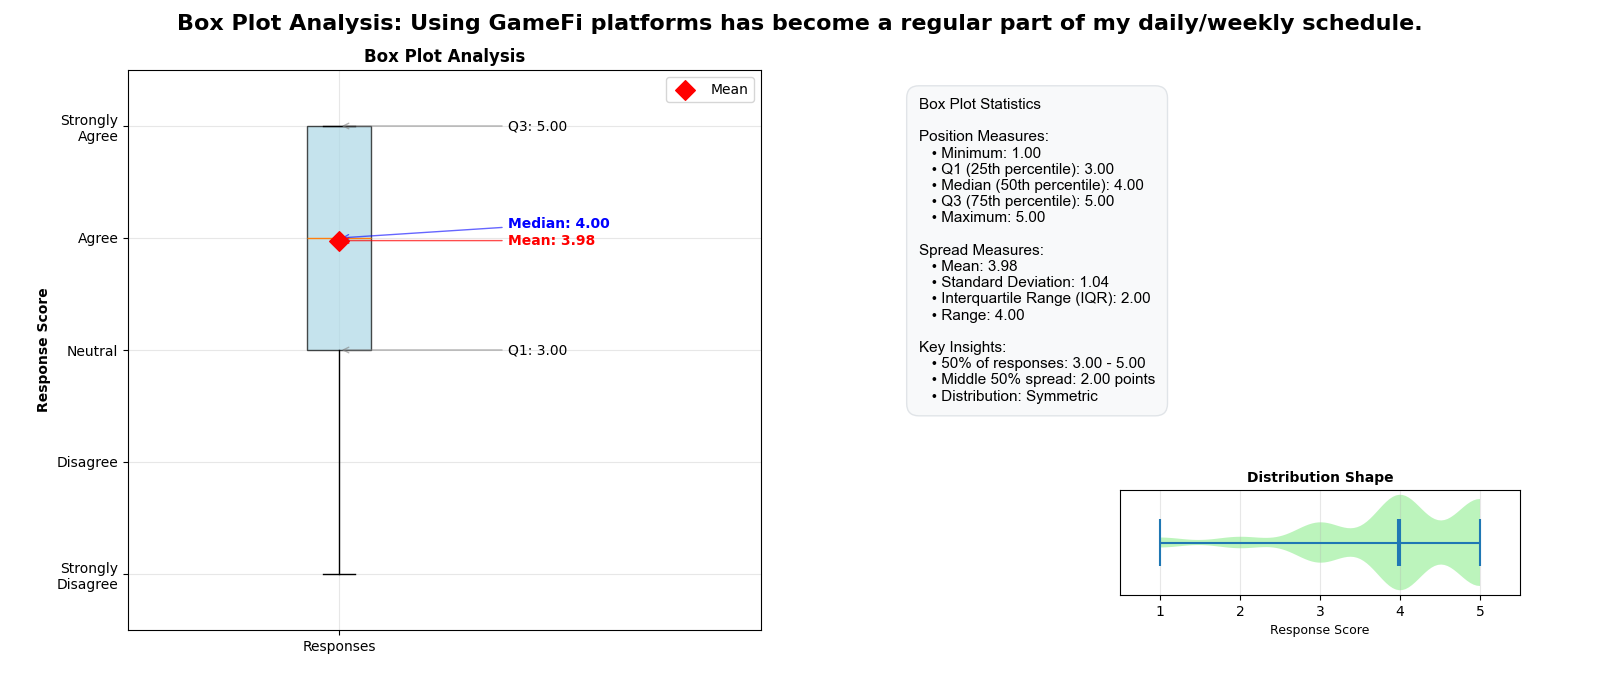 Box Plot Analysis: Using GameFi platforms has become a regular part of my daily/weekly schedule.
Box Plot Analysis
Mean
Strongly
Agree
Agree
Neutral
Disagree
Strongly
Disagree
Response Score
Q3: 5.00
Median: 4.00
Mean: 3.98
Q1: 3.00
Responses
Box Plot Statistics
Position Measures:
• Minimum: 1.00
• Q1 (25th percentile): 3.00
• Median (50th percentile): 4.00
• Q3 (75th percentile): 5.00
• Maximum: 5.00
Spread Measures:
• Mean: 3.98
• Standard Deviation: 1.04
• Interquartile Range (IQR): 2.00
• Range: 4.00
Key Insights:
• 50% of responses: 3.00 - 5.00
• Middle 50% spread: 2.00 points
• Distribution: Symmetric
Distribution Shape
1 2 3 4 5
Response Score